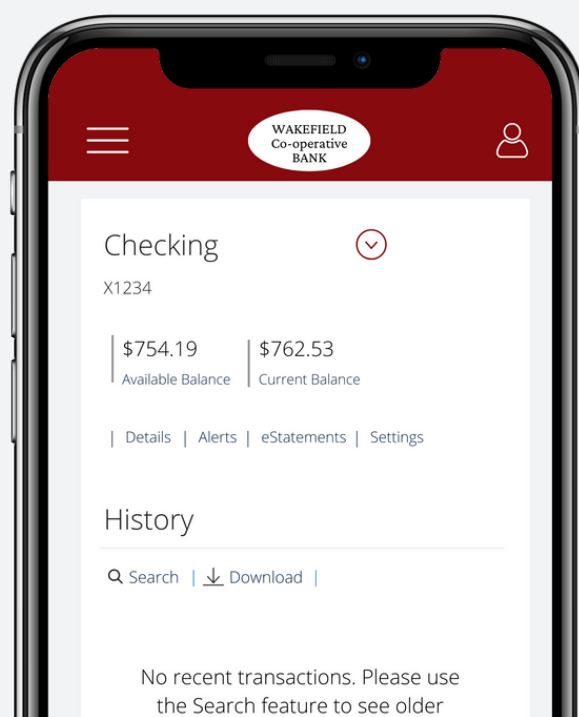 WAKEFIELD
Co-operative
BANK
Checking
X1234
$754.19 $762.53
Available Balance Current Balance
| Details | Alerts | eStatements | Settings
History
Search | Download |
No recent transactions. Please use
the Search feature to see older